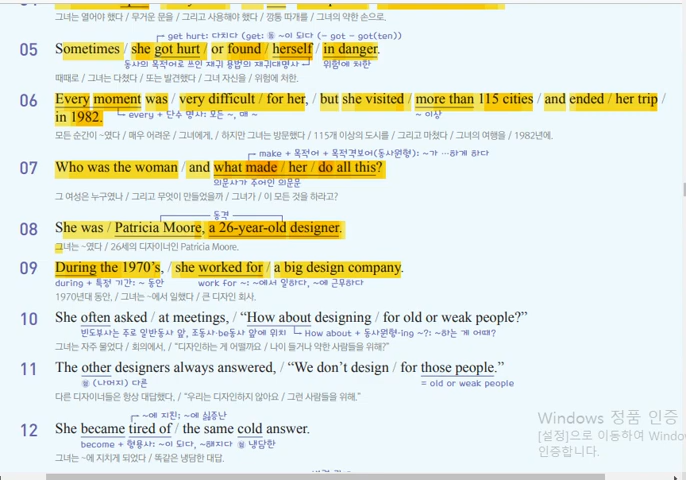 그녀는 열어야 했다 / 무거운 문을 / 그리고 사용해야 했다 / 깡통 따개를 / 그녀의 약한 손으로.
get hurt: 다치다 (get: 동 ~이 되다 (- got - got(ten))
05 Sometimes / she got hurt / or found / herself / in danger.
동사의 목적어로 쓰인 재귀 용법의 재귀대명사 위험에 처한
때때로 / 그녀는 다쳤다 / 또는 발견했다 / 그녀 자신을 / 위험에 처한.
06 Every moment was / very difficult / for her, / but she visited / more than 115 cities / and ended / her trip /
in 1982. every + 단수 명사: 모든 ~, 매 ~ ~ 이상
모든 순간이 ~였다 / 매우 어려운 / 그녀에게, / 하지만 그녀는 방문했다 / 115개 이상의 도시를 / 그리고 마쳤다 / 그녀의 여행을 / 1982년에.
make + 목적어 + 목적격보어(동사원형): ~가 …하게 하다
07 Who was the woman / and what made / her / do all this?
의문사가 주어인 의문문
그 여성은 누구였나 / 그리고 무엇이 만들었을까 / 그녀가 / 이 모든 것을 하라고?
동격
08 She was / Patricia Moore, a 26-year-old designer.
그녀는 ~였다 / 26세의 디자이너인 Patricia Moore.
09 During the 1970's, / she worked for / a big design company.
during + 특정 기간: ~ 동안 work for ~: ~에서 일하다, ~에 근무하다
1970년대 동안, / 그녀는 ~에서 일했다 / 큰 디자인 회사.
10 She often asked / at meetings, / “How about designing / for old or weak people?”
빈도부사는 주로 일반동사 앞, 조동사·be동사 뒤에 위치 How about + 동사원형-ing ~?: ~하는 게 어때?
그녀는 자주 물었다 / 회의에서, / “디자인하는 게 어떨까요 / 나이 들거나 약한 사람들을 위해?”
11 The other designers always answered, / “We don’t design / for those people.”
형 (나머지) 다른 = old or weak people
다른 디자이너들은 항상 대답했다, / “우리는 디자인하지 않아요 / 그런 사람들을 위해.”
~에 지친; ~에 싫증난
12 She became tired of / the same cold answer.
become + 형용사: ~이 되다, ~해지다 형 냉담한
그녀는 ~에 지치게 되었다 / 똑같은 냉담한 대답.
Windows 정품 인증
[설정]으로 이동하여 Windo
인증합니다.